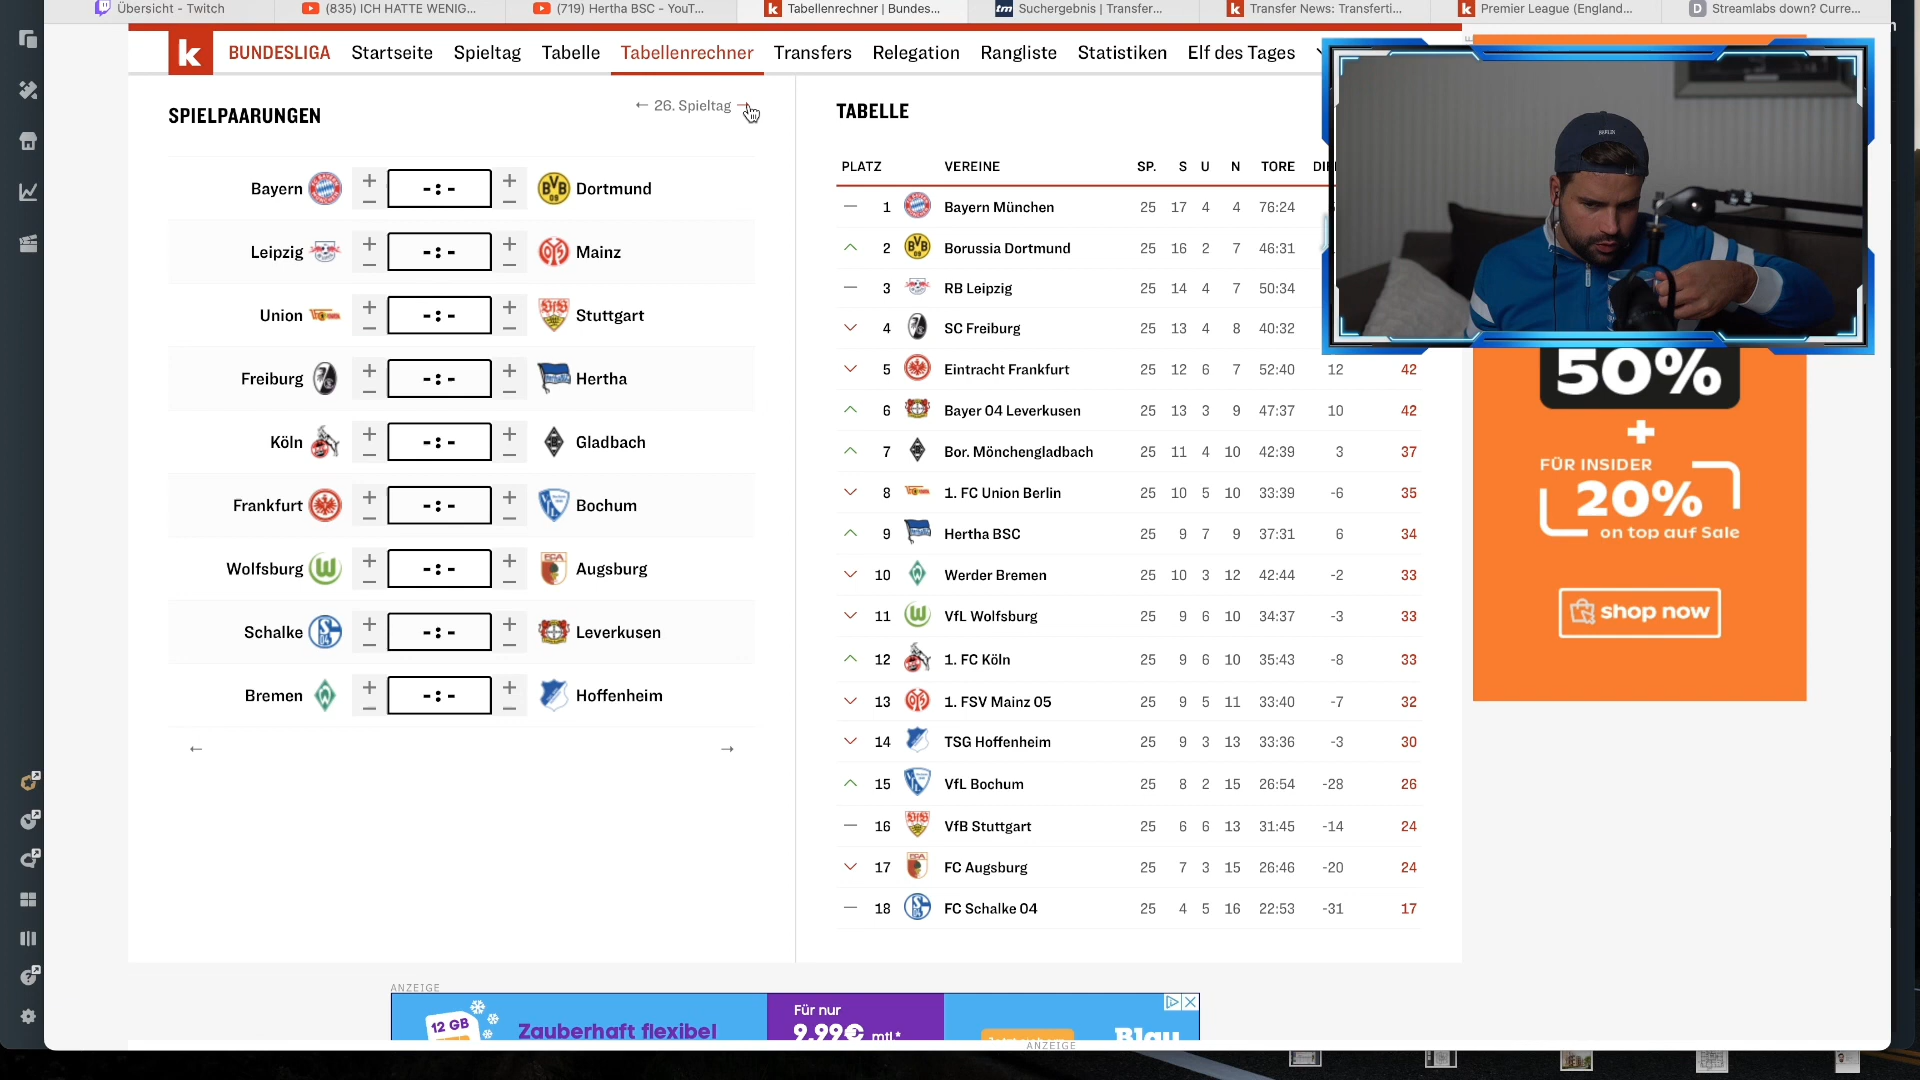 Übersicht - Twitch
(835) ICH HATTE WENIG...
(719) Hertha BSC - YouT...
Tabellenrechner | Bundes...
Suchergebnis | Transfer...
Transfer News: Transferti...
Premier League (England...
Streamlabs down? Curre...
k BUNDESLIGA Startseite Spieltag Tabelle Tabellenrechner Transfers Relegation Rangliste Statistiken Elf des Tages
SPIELPAARUNGEN
← 26. Spieltag →
Bayern + − -:- + − Dortmund
Leipzig + − -:- + − Mainz
Union + − -:- + − Stuttgart
Freiburg + − -:- + − Hertha
Köln + − -:- + − Gladbach
Frankfurt + − -:- + − Bochum
Wolfsburg + − -:- + − Augsburg
Schalke + − -:- + − Leverkusen
Bremen + − -:- + − Hoffenheim
← →
TABELLE
PLATZ VEREINE SP. S U N TORE
1 Bayern München 25 17 4 4 76:24
2 Borussia Dortmund 25 16 2 7 46:31
3 RB Leipzig 25 14 4 7 50:34
4 SC Freiburg 25 13 4 8 40:32
5 Eintracht Frankfurt 25 12 6 7 52:40 12 42
6 Bayer 04 Leverkusen 25 13 3 9 47:37 10 42
7 Bor. Mönchengladbach 25 11 4 10 42:39 3 37
8 1. FC Union Berlin 25 10 5 10 33:39 -6 35
9 Hertha BSC 25 9 7 9 37:31 6 34
10 Werder Bremen 25 10 3 12 42:44 -2 33
11 VfL Wolfsburg 25 9 6 10 34:37 -3 33
12 1. FC Köln 25 9 6 10 35:43 -8 33
13 1. FSV Mainz 05 25 9 5 11 33:40 -7 32
14 TSG Hoffenheim 25 9 3 13 33:36 -3 30
15 VfL Bochum 25 8 2 15 26:54 -28 26
16 VfB Stuttgart 25 6 6 13 31:45 -14 24
17 FC Augsburg 25 7 3 15 26:46 -20 24
18 FC Schalke 04 25 4 5 16 22:53 -31 17
BERLIN
50%
+
FÜR INSIDER
20%
on top auf Sale
shop now
ANZEIGE
12 GB
Zauberhaft flexibel
Für nur
9,99€ mtl.*
Blau
ANZEIGE